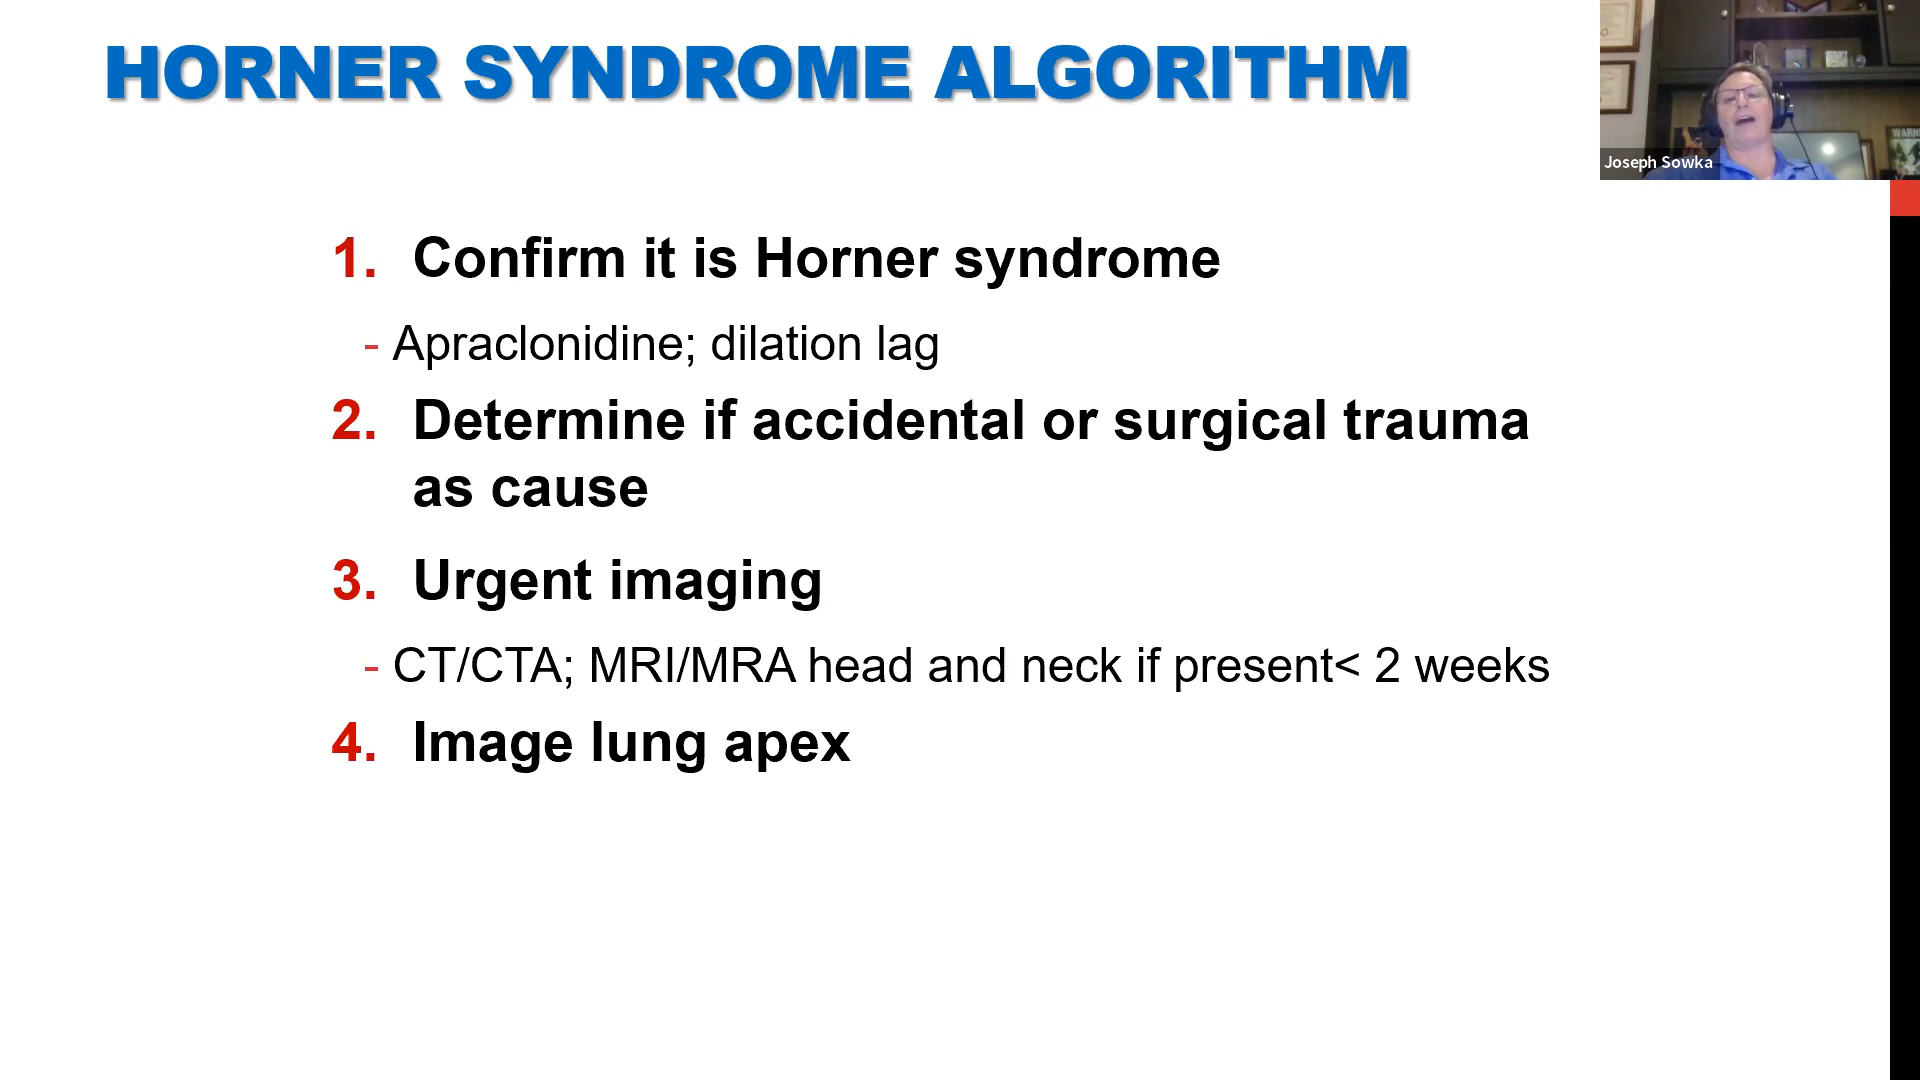 HORNER SYNDROME ALGORITHM
Joseph Sowka
WARN
1. Confirm it is Horner syndrome
- Apraclonidine; dilation lag
2. Determine if accidental or surgical trauma
as cause
3. Urgent imaging
- CT/CTA; MRI/MRA head and neck if present< 2 weeks
4. Image lung apex